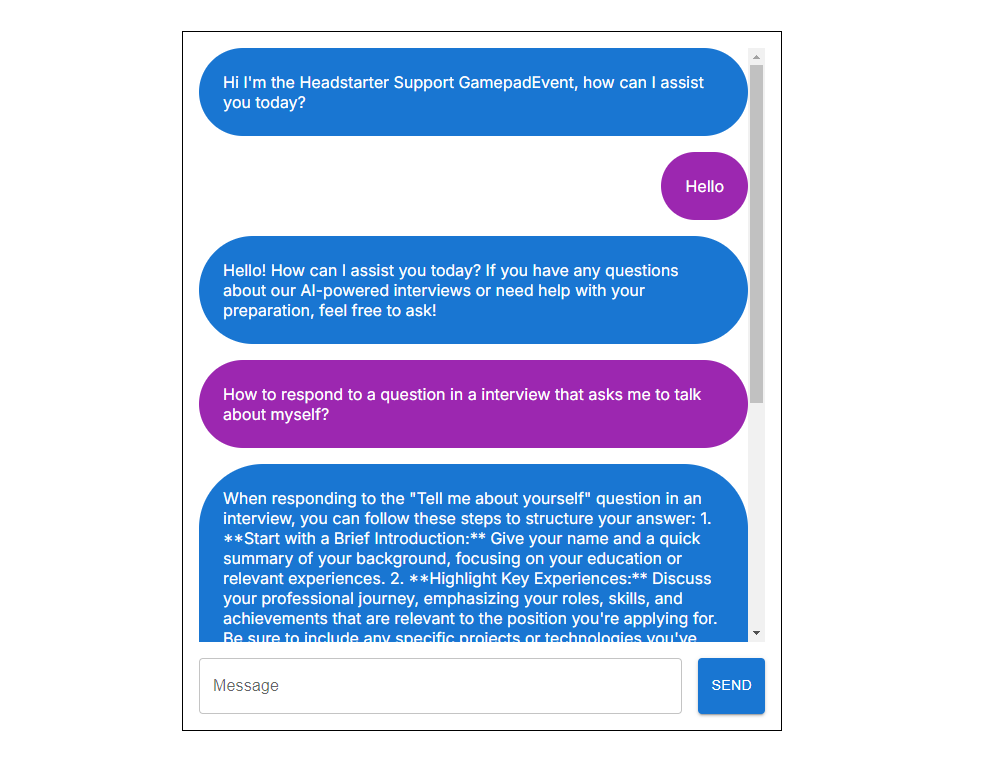 Hi I'm the Headstarter Support GamepadEvent, how can I assist
you today?
Hello
Hello! How can I assist you today? If you have any questions
about our AI-powered interviews or need help with your
preparation, feel free to ask!
How to respond to a question in a interview that asks me to talk
about myself?
When responding to the "Tell me about yourself" question in an
interview, you can follow these steps to structure your answer: 1.
**Start with a Brief Introduction:** Give your name and a quick
summary of your background, focusing on your education or
relevant experiences. 2. **Highlight Key Experiences:** Discuss
your professional journey, emphasizing your roles, skills, and
achievements that are relevant to the position you're applying for.
Be sure to include any specific projects or technologies you've
Message
SEND